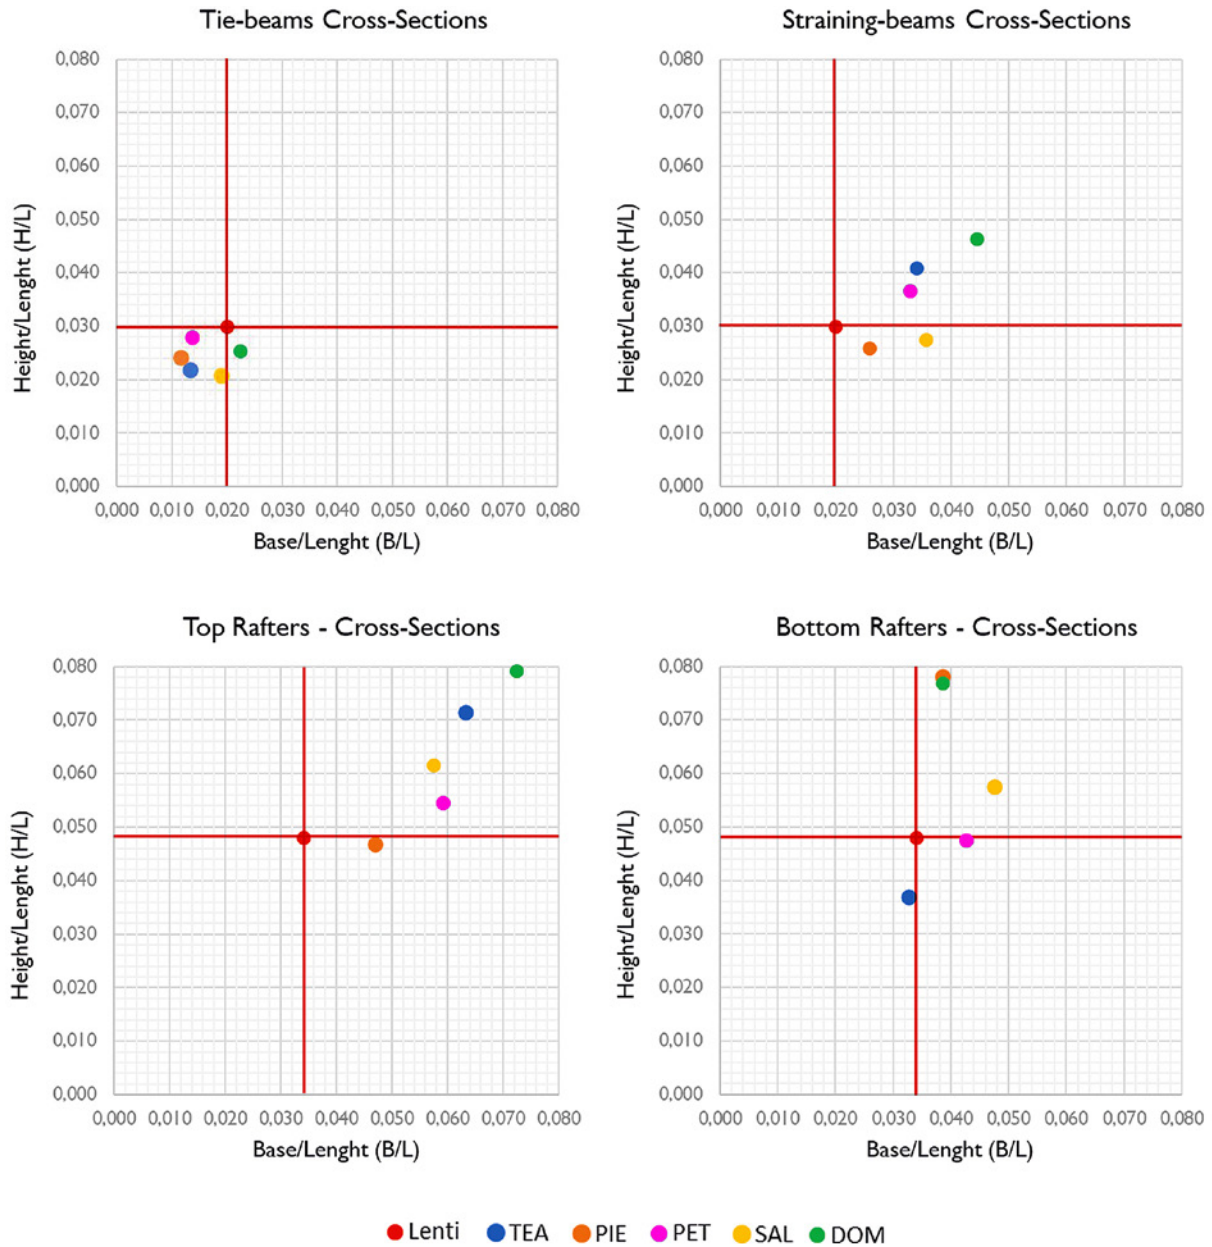 Tie-beams Cross-Sections
Straining-beams Cross-Sections
0,080
0,070
0,060
0,050
0,040
0,030
0,020
0,010
0,000
Height/Lenght (H/L)
0,000 0,010 0,020 0,030 0,040 0,050 0,060 0,070 0,080
Base/Lenght (B/L)
0,080
0,070
0,060
0,050
0,040
0,030
0,020
0,010
0,000
Height/Lenght (H/L)
0,000 0,010 0,020 0,030 0,040 0,050 0,060 0,070 0,080
Base/Lenght (B/L)
Top Rafters - Cross-Sections
Bottom Rafters - Cross-Sections
0,080
0,070
0,060
0,050
0,040
0,030
0,020
0,010
0,000
Height/Lenght (H/L)
0,000 0,010 0,020 0,030 0,040 0,050 0,060 0,070 0,080
Base/Lenght (B/L)
0,080
0,070
0,060
0,050
0,040
0,030
0,020
0,010
0,000
Height/Lenght (H/L)
0,000 0,010 0,020 0,030 0,040 0,050 0,060 0,070 0,080
Base/Lenght (B/L)
Lenti TEA PIE PET SAL DOM